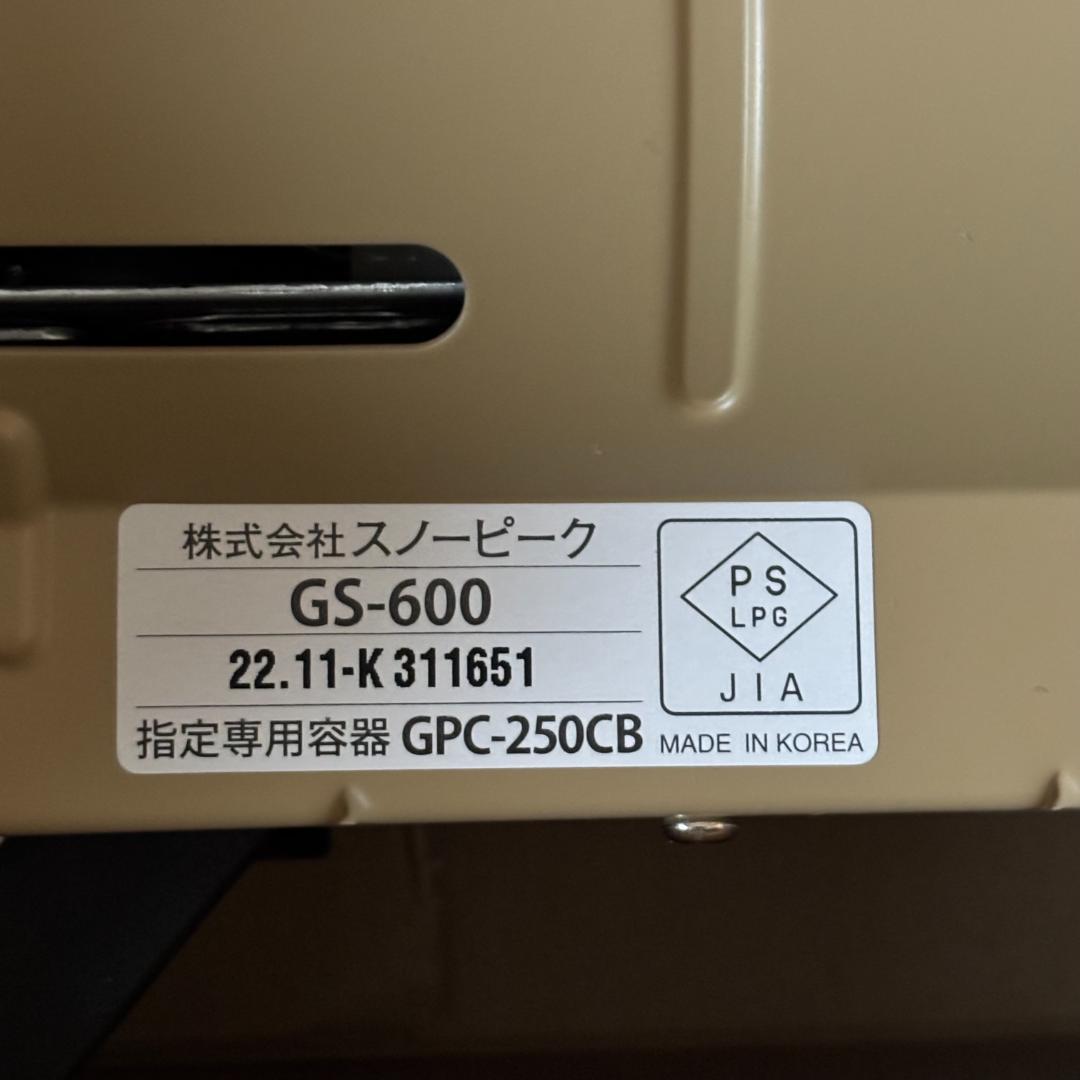 株式会社スノーピーク
GS-600
22.11-K 311651
指定専用容器 GPC-250CB
PS
LPG
JIA
MADE IN KOREA